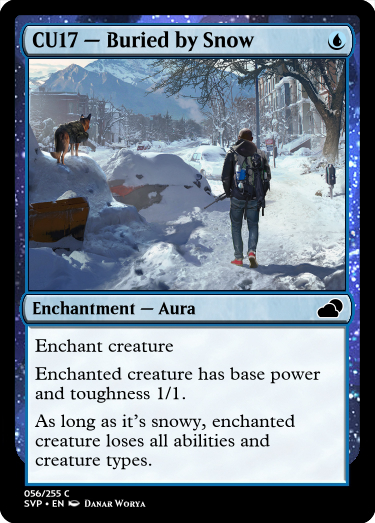 CU17 — Buried by Snow
Enchantment — Aura
Enchant creature
Enchanted creature has base power
and toughness 1/1.
As long as it's snowy, enchanted
creature loses all abilities and
creature types.
056/255 C
SVP • EN Danar Worya